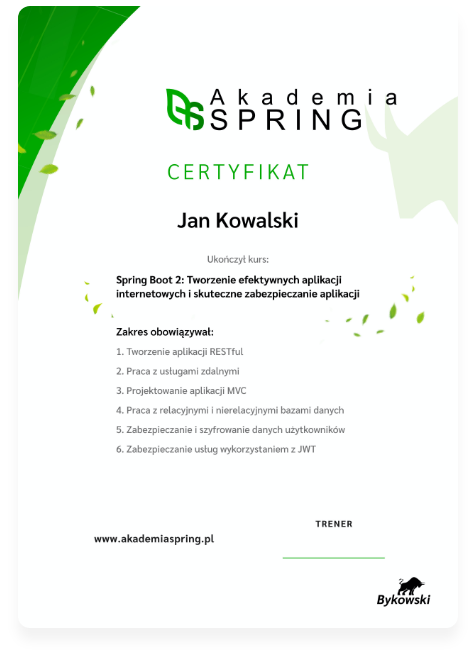 Akademia
SPRING
CERTYFIKAT
Jan Kowalski
Ukończył kurs:
Spring Boot 2: Tworzenie efektywnych aplikacji
internetowych i skuteczne zabezpieczanie aplikacji
Zakres obowiązywał:
1. Tworzenie aplikacji RESTful
2. Praca z usługami zdalnymi
3. Projektowanie aplikacji MVC
4. Praca z relacyjnymi i nierelacyjnymi bazami danych
5. Zabezpieczanie i szyfrowanie danych użytkowników
6. Zabezpieczanie usług wykorzystaniem z JWT
TRENER
www.akademiaspring.pl
Bykowski